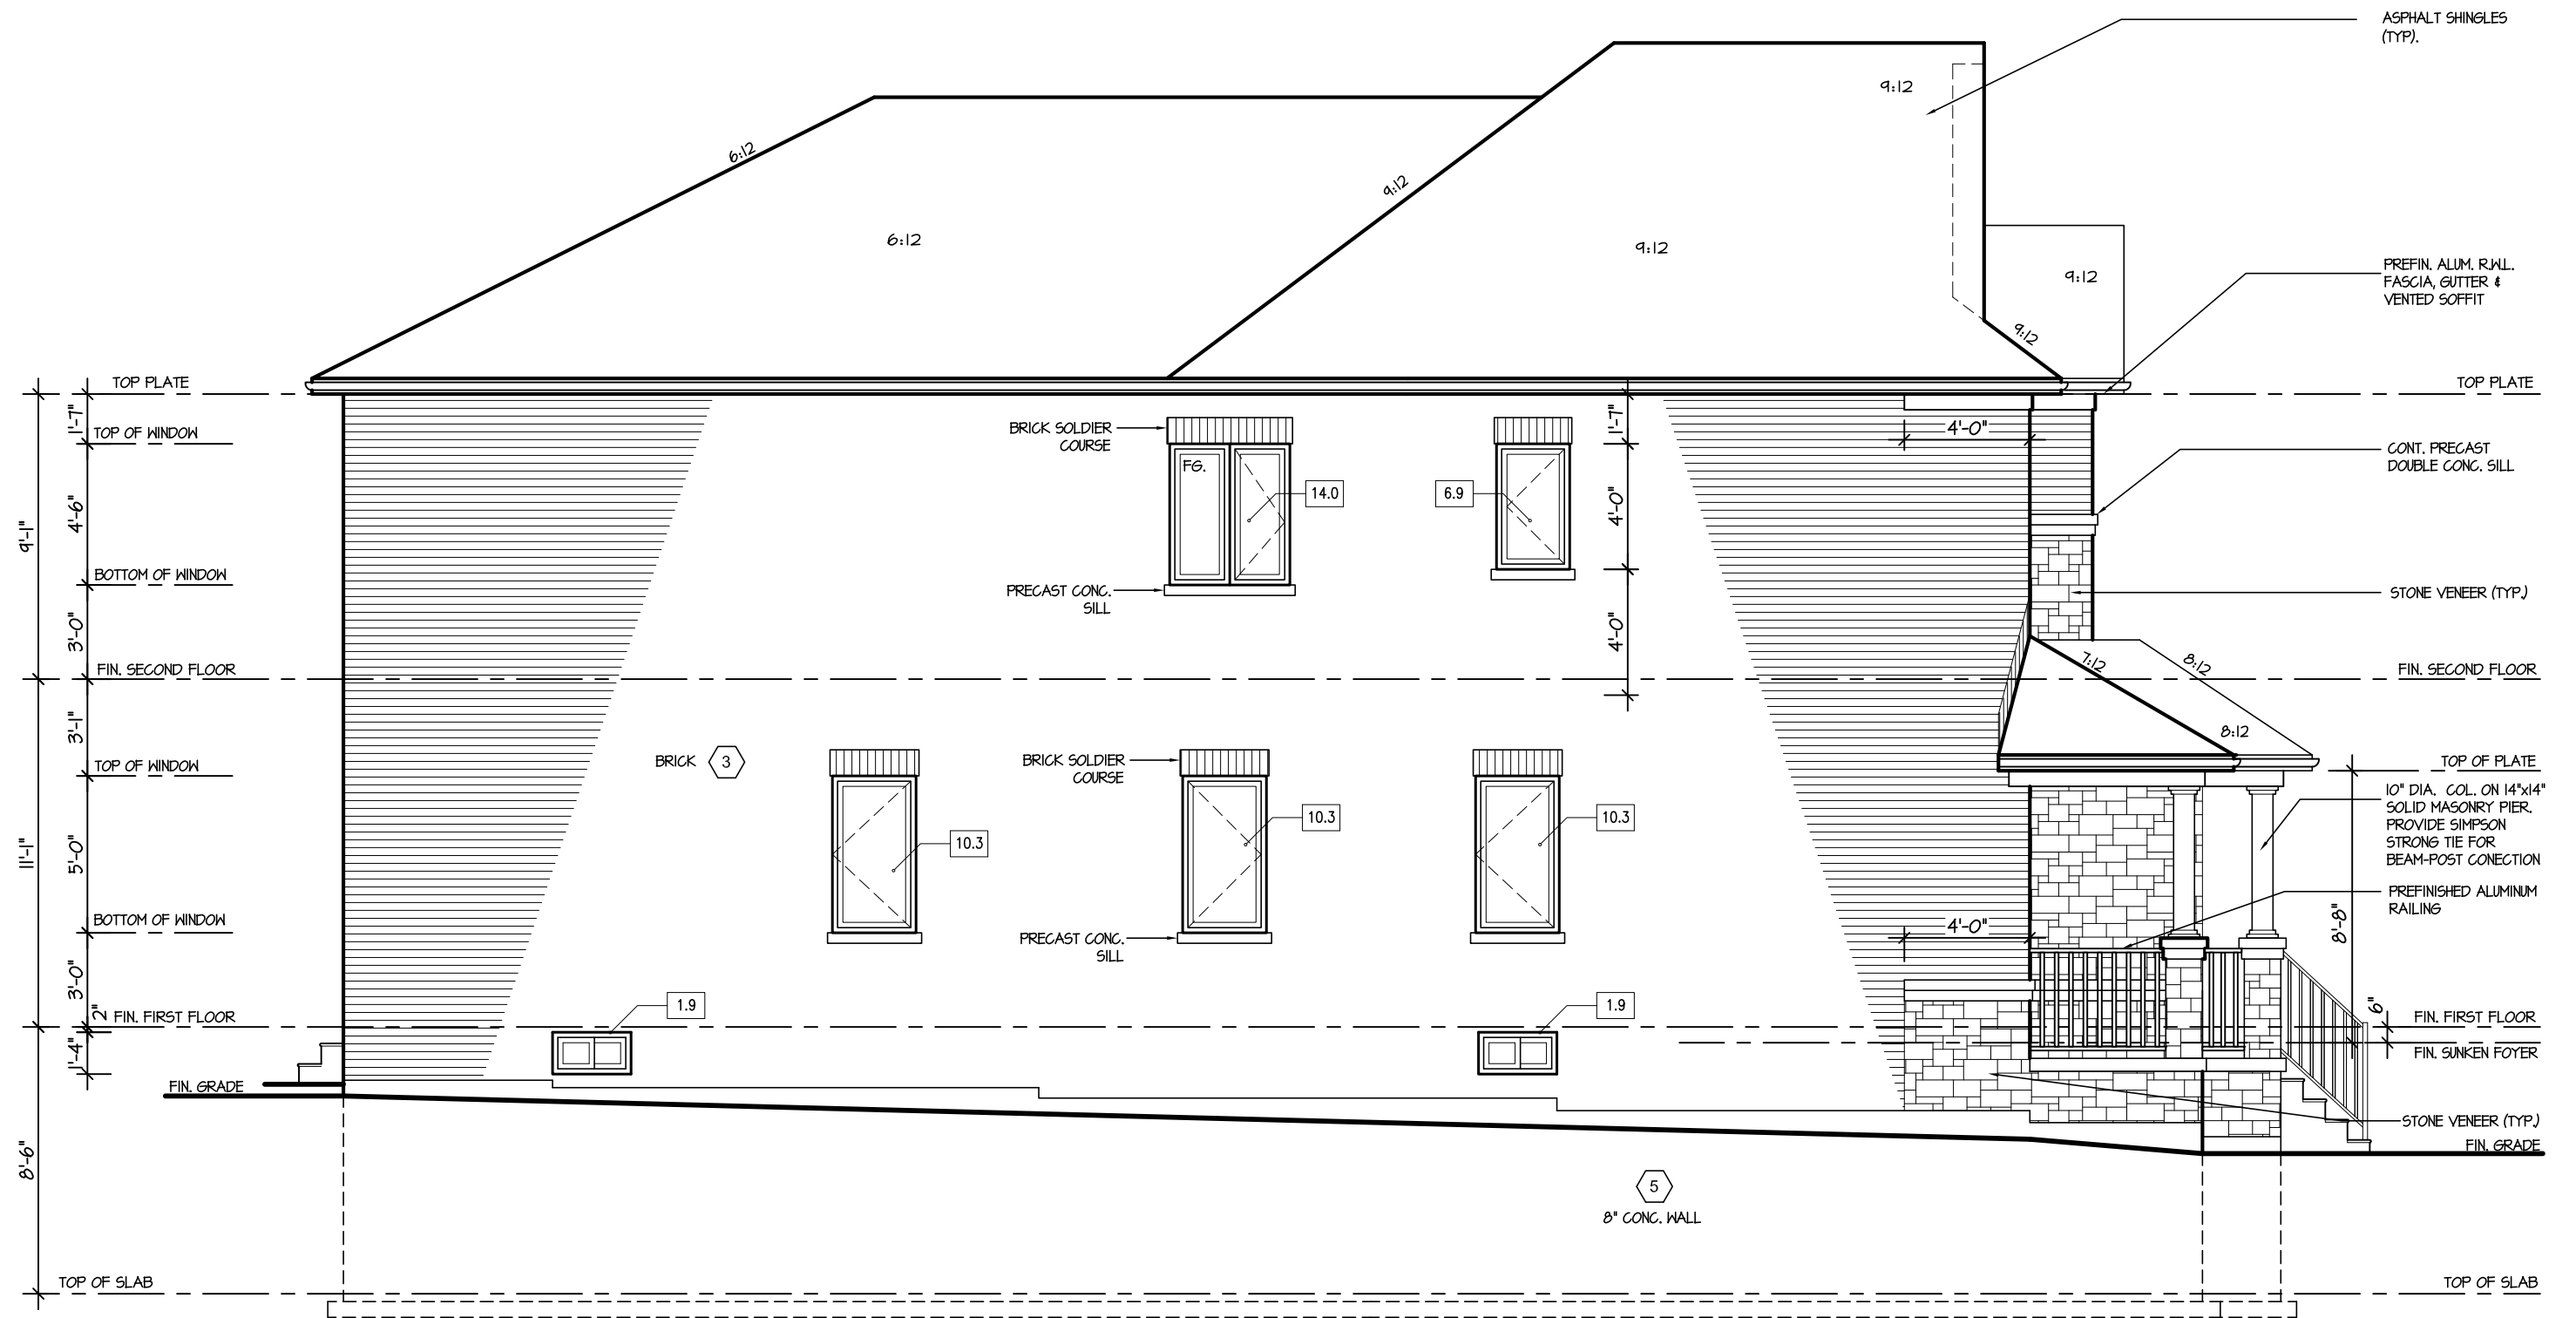 ASPHALT SHINGLES
(TYP).
9:12
6:12
9:12
6:12
9:12
9:12
9:12
PREFIN. ALUM. R.W.L.
FASCIA, GUTTER &
VENTED SOFFIT
TOP PLATE
TOP PLATE
1'-7"
TOP OF WINDOW
BRICK SOLDIER
COURSE
FG.
14.0
6.9
1'-7"
4'-0"
CONT. PRECAST
DOUBLE CONC. SILL
9'-1"
4'-6"
4'-0"
BOTTOM OF WINDOW
PRECAST CONC.
SILL
STONE VENEER (TYP.)
3'-0"
4'-0"
FIN. SECOND FLOOR
7:12
8:12
FIN. SECOND FLOOR
3'-1"
8:12
TOP OF WINDOW
BRICK
3
BRICK SOLDIER
COURSE
TOP OF PLATE
10" DIA. COL. ON 14"x14"
SOLID MASONRY PIER.
PROVIDE SIMPSON
STRONG TIE FOR
BEAM-POST CONECTION
10.3
10.3
10.3
11'-1"
5'-0"
PREFINISHED ALUMINUM
RAILING
BOTTOM OF WINDOW
PRECAST CONC.
SILL
4'-0"
8'-8"
3'-0"
2"
FIN. FIRST FLOOR
1.9
1.9
6"
FIN. FIRST FLOOR
1'-4"
FIN. SUNKEN FOYER
FIN. GRADE
STONE VENEER (TYP.)
FIN. GRADE
8'-6"
5
8" CONC. WALL
TOP OF SLAB
TOP OF SLAB